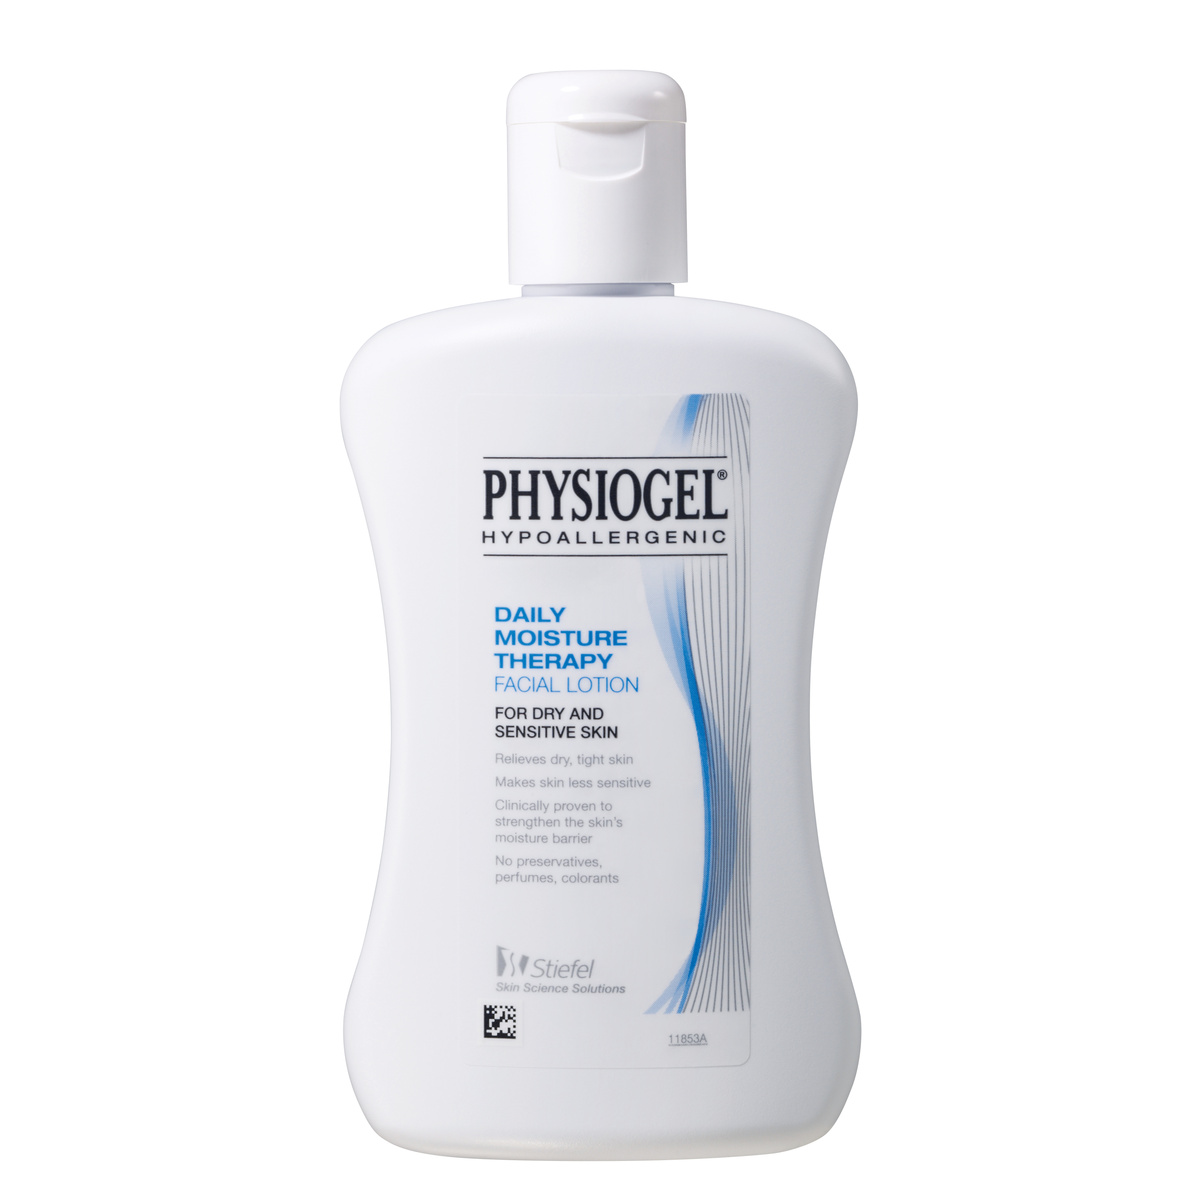 PHYSIOGEL®
HYPOALLERGENIC
DAILY
MOISTURE
THERAPY
FACIAL LOTION
FOR DRY AND
SENSITIVE SKIN
Relieves dry, tight skin
Makes skin less sensitive
Clinically proven to
strengthen the skin's
moisture barrier
No preservatives,
perfumes, colorants
Stiefel
Skin Science Solutions
11853A